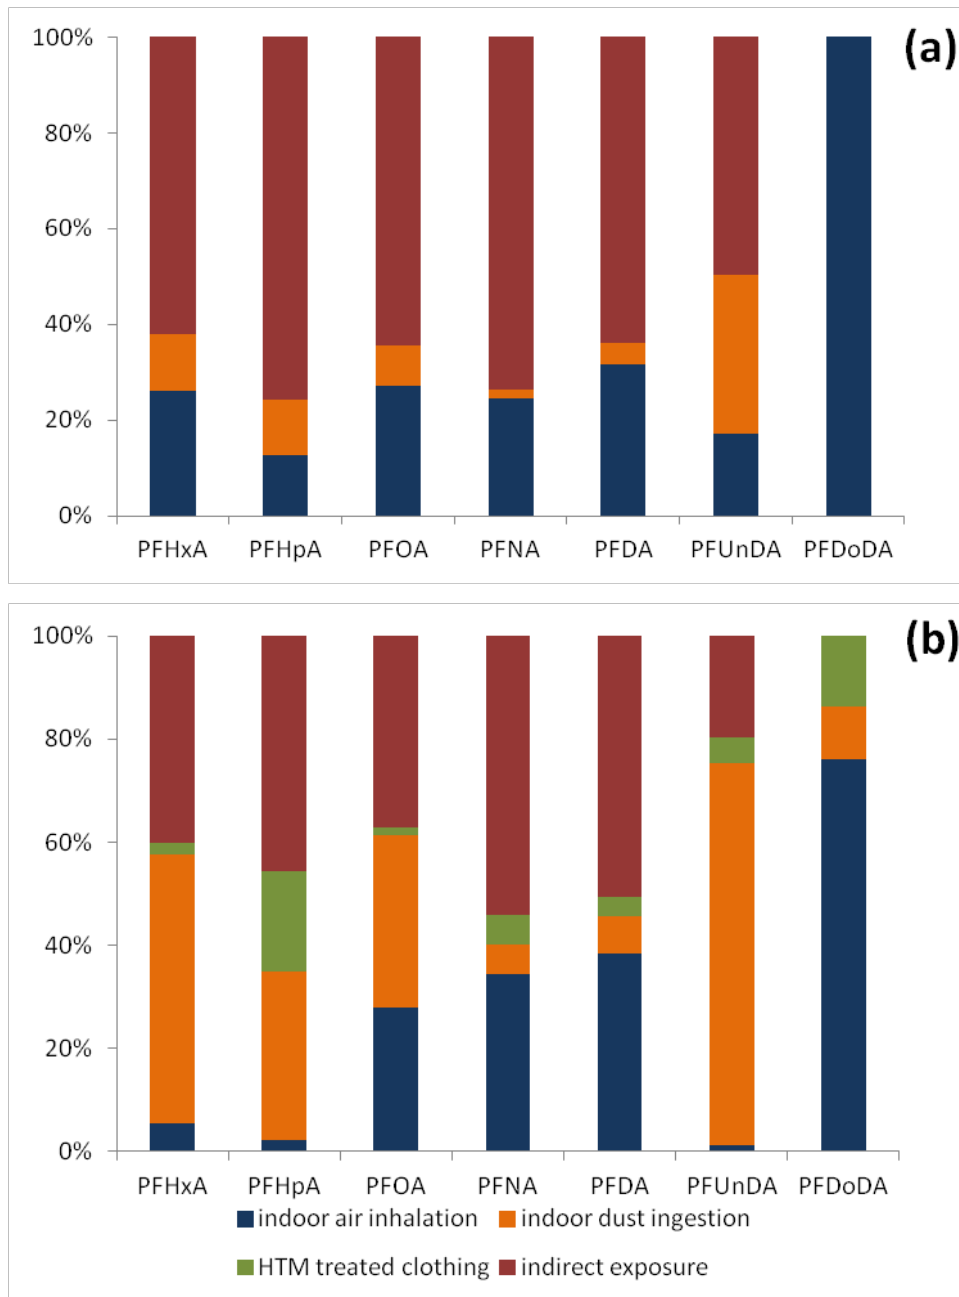 (a)
100%
80%
60%
40%
20%
0%
PFHxA PFHpA PFOA PFNA PFDA PFUnDA PFDoDA
(b)
100%
80%
60%
40%
20%
0%
PFHxA PFHpA PFOA PFNA PFDA PFUnDA PFDoDA
indoor air inhalation indoor dust ingestion
HTM treated clothing indirect exposure